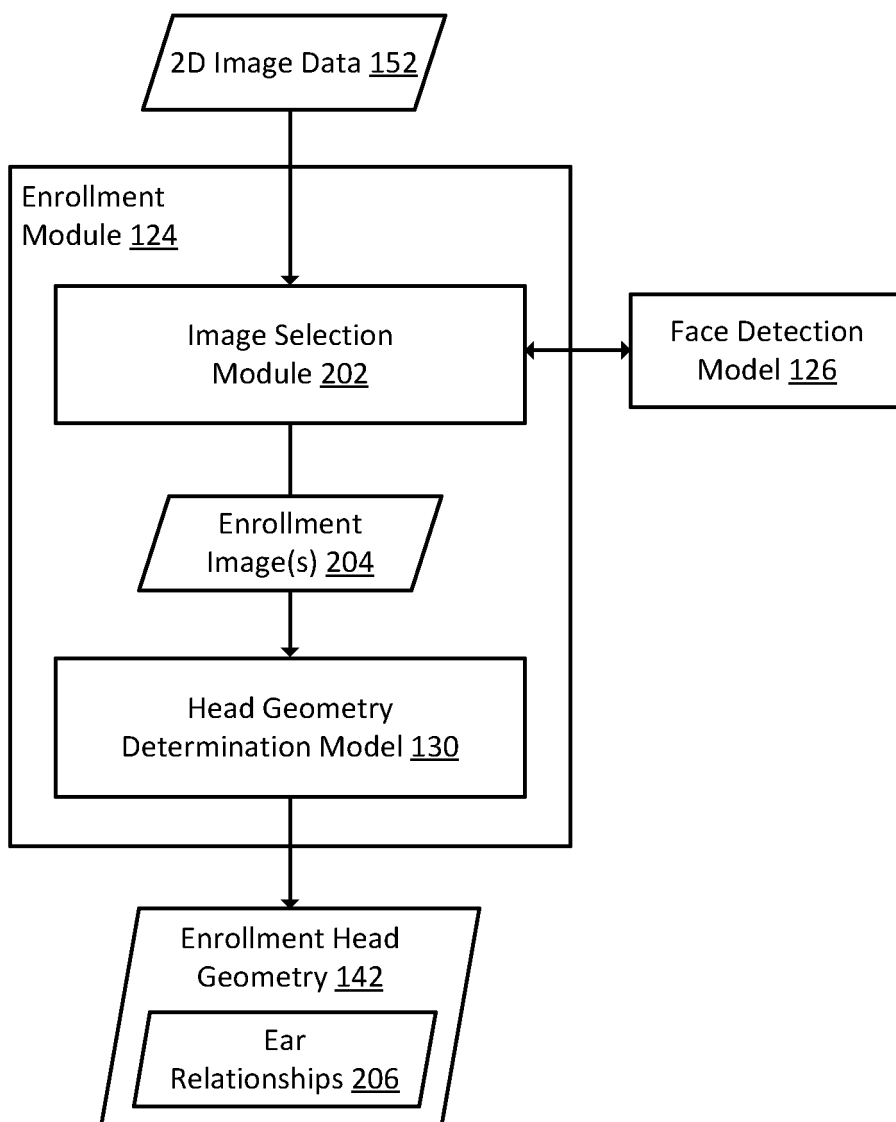 2D Image Data 152
Enrollment
Module 124
Image Selection
Module 202
Face Detection
Model 126
Enrollment
Image(s) 204
Head Geometry
Determination Model 130
Enrollment Head
Geometry 142
Ear
Relationships 206